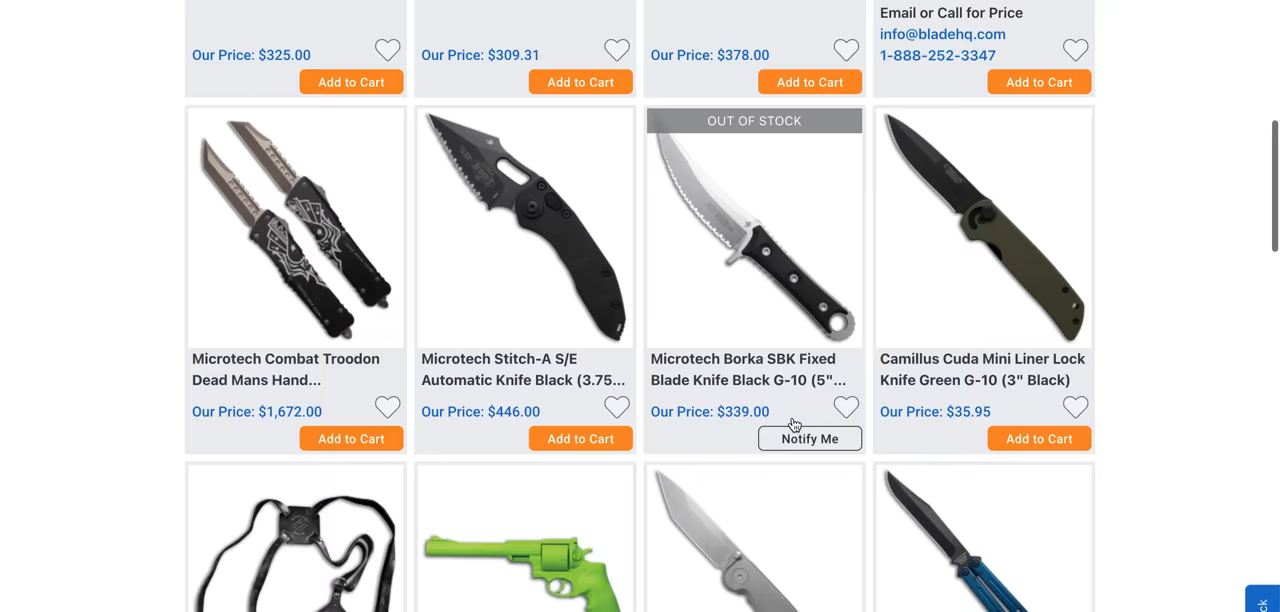 Email or Call for Price
info@bladehq.com
Our Price: $325.00
Our Price: $309.31
Our Price: $378.00
1-888-252-3347
Add to Cart
Add to Cart
Add to Cart
Add to Cart
OUT OF STOCK
Microtech Combat Troodon
Dead Mans Hand...
Our Price: $1,672.00
Add to Cart
Microtech Stitch-A S/E
Automatic Knife Black (3.75...
Our Price: $446.00
Add to Cart
Microtech Borka SBK Fixed
Blade Knife Black G-10 (5"...
Our Price: $339.00
Notify Me
Camillus Cuda Mini Liner Lock
Knife Green G-10 (3" Black)
Our Price: $35.95
Add to Cart